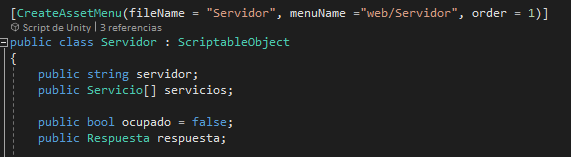 [CreateAssetMenu(fileName = "Servidor", menuName ="web/Servidor", order = 1)]
Script de Unity | 3 referencias
public class Servidor : ScriptableObject
{
public string servidor;
public Servicio[] servicios;
public bool ocupado = false;
public Respuesta respuesta;